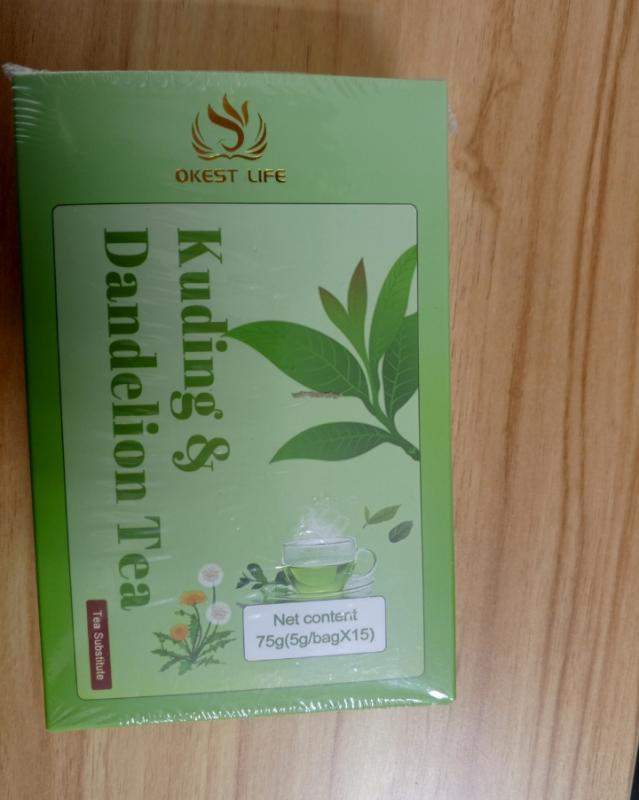 OKEST LIFE
Kuding &
Dandelion Tea
Tea Substitute
Net content
75g(5g/bagX15)